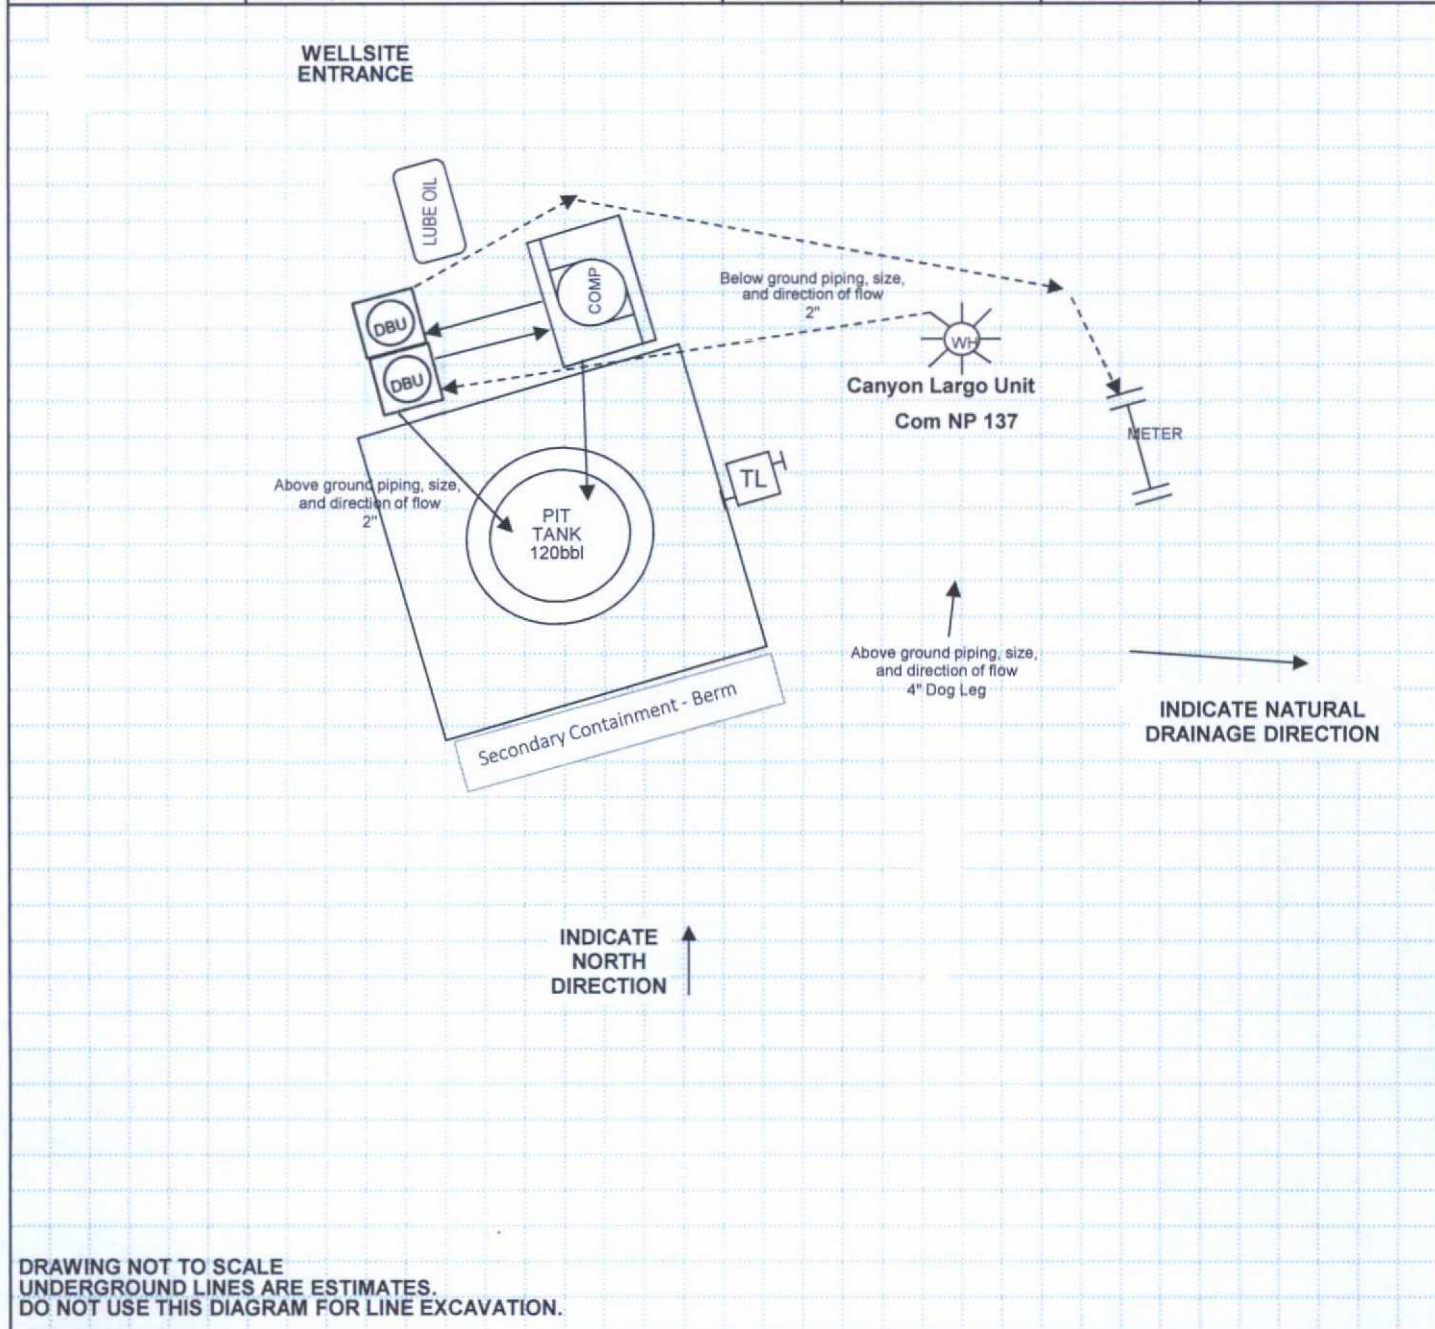 WELLSITE
ENTRANCE
LUBE OIL
COMP
DBU
DBU
Below ground piping, size,
and direction of flow
2"
WH
Canyon Largo Unit
Com NP 137
METER
TL
Above ground piping, size,
and direction of flow
2"
PIT
TANK
120bbl
Above ground piping, size,
and direction of flow
4" Dog Leg
Secondary Containment - Berm
INDICATE NATURAL
DRAINAGE DIRECTION
INDICATE
NORTH
DIRECTION
DRAWING NOT TO SCALE
UNDERGROUND LINES ARE ESTIMATES.
DO NOT USE THIS DIAGRAM FOR LINE EXCAVATION.